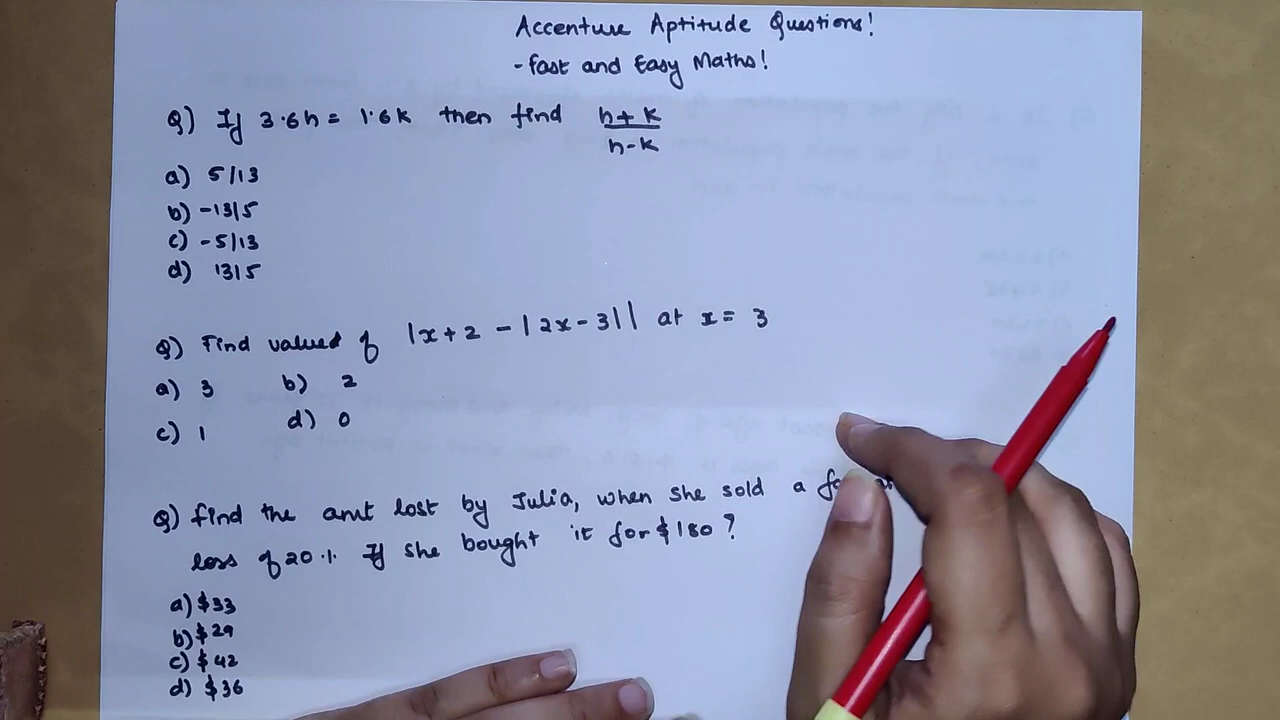 Accenture Aptitude Questions!
- Fast and Easy Maths!
Q) If 3.6h = 1.6k then find h+k/h-k
a) 5/13
b) -13/5
c) -5/13
d) 13/5
Q) Find valued of |x+2 - |2x-3|| at x = 3
a) 3 b) 2
c) 1 d) 0
Q) find the amt lost by Julia, when she sold a
loss of 20% If she bought it for $180?
a) $33
b) $29
c) $42
d) $36